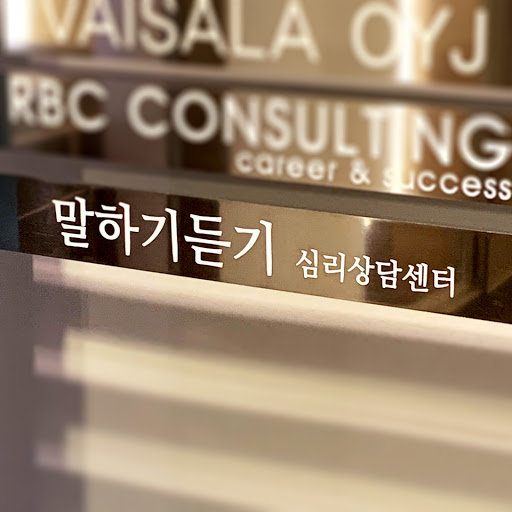 VAISALA OYJ
RBC CONSULTING
career & success
말하기듣기 심리상담센터